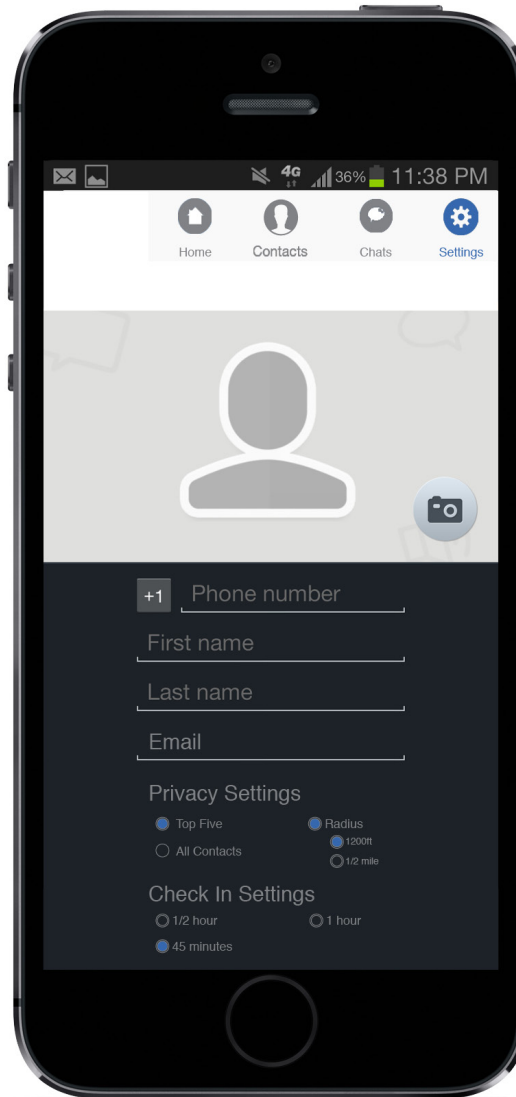 4G 36% 11:38 PM
Home Contacts Chats Settings
+1 Phone number
First name
Last name
Email
Privacy Settings
Top Five Radius
1200ft
All Contacts
1/2 mile
Check In Settings
1/2 hour 1 hour
45 minutes